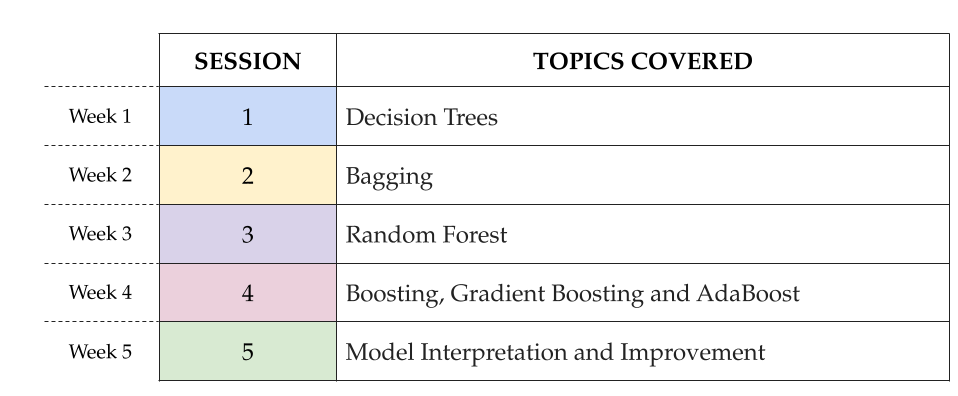 SESSION TOPICS COVERED
Week 1 1 Decision Trees
Week 2 2 Bagging
Week 3 3 Random Forest
Week 4 4 Boosting, Gradient Boosting and AdaBoost
Week 5 5 Model Interpretation and Improvement